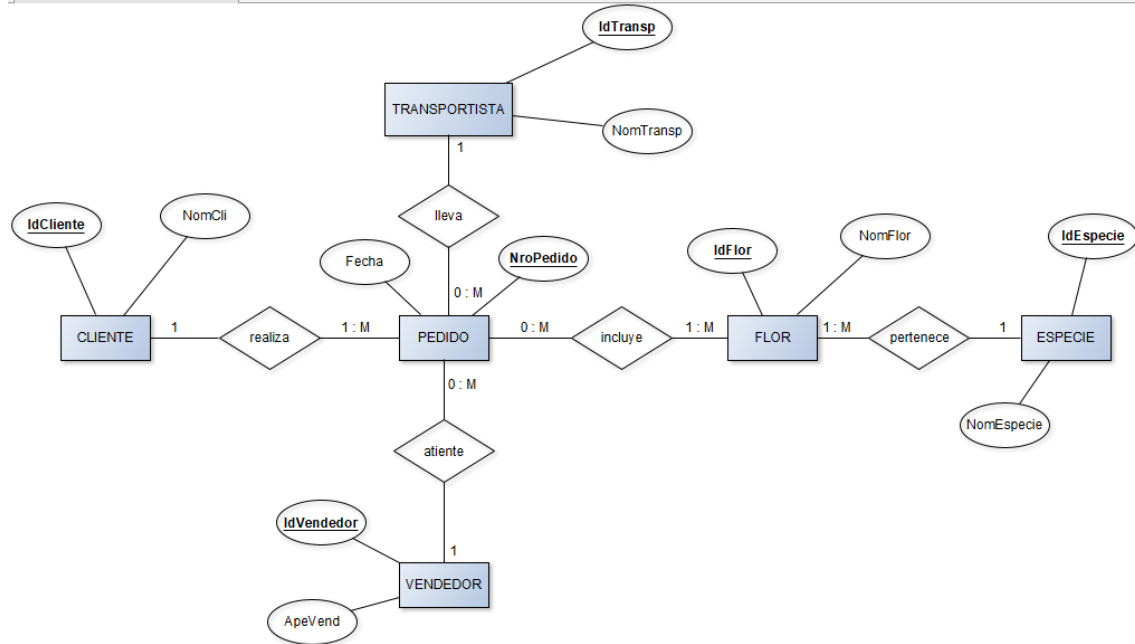 IdTransp
TRANSPORTISTA
NomTransp
1
lleva
IdCliente
NomCli
Fecha
NroPedido
IdFlor
NomFlor
IdEspecie
0 : M
CLIENTE
1
realiza
1 : M
PEDIDO
0 : M
incluye
1 : M
FLOR
1 : M
pertenece
1
ESPECIE
0 : M
NomEspecie
atiente
IdVendedor
1
VENDEDOR
ApeVend